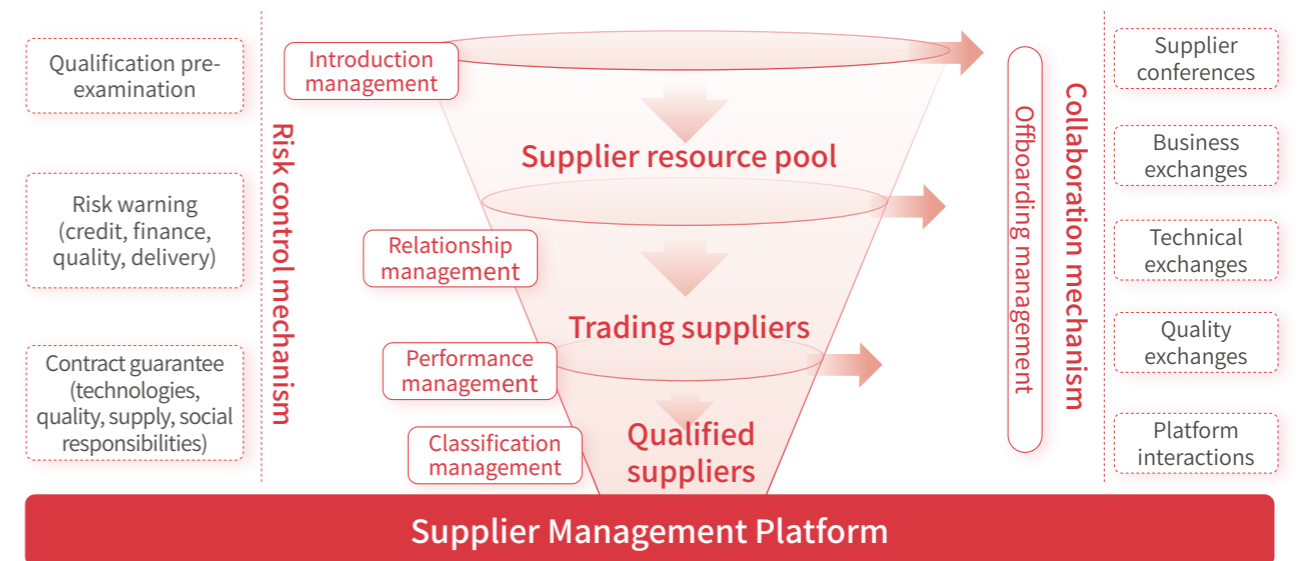 Qualification pre-
examination
Risk warning
(credit, finance,
quality, delivery)
Contract guarantee
(technologies,
quality, supply, social
responsibilities)
Risk control mechanism
Introduction
management
Supplier resource pool
Relationship
management
Trading suppliers
Performance
management
Classification
management
Qualified
suppliers
Offboarding management
Collaboration mechanism
Supplier
conferences
Business
exchanges
Technical
exchanges
Quality
exchanges
Platform
interactions
Supplier Management Platform